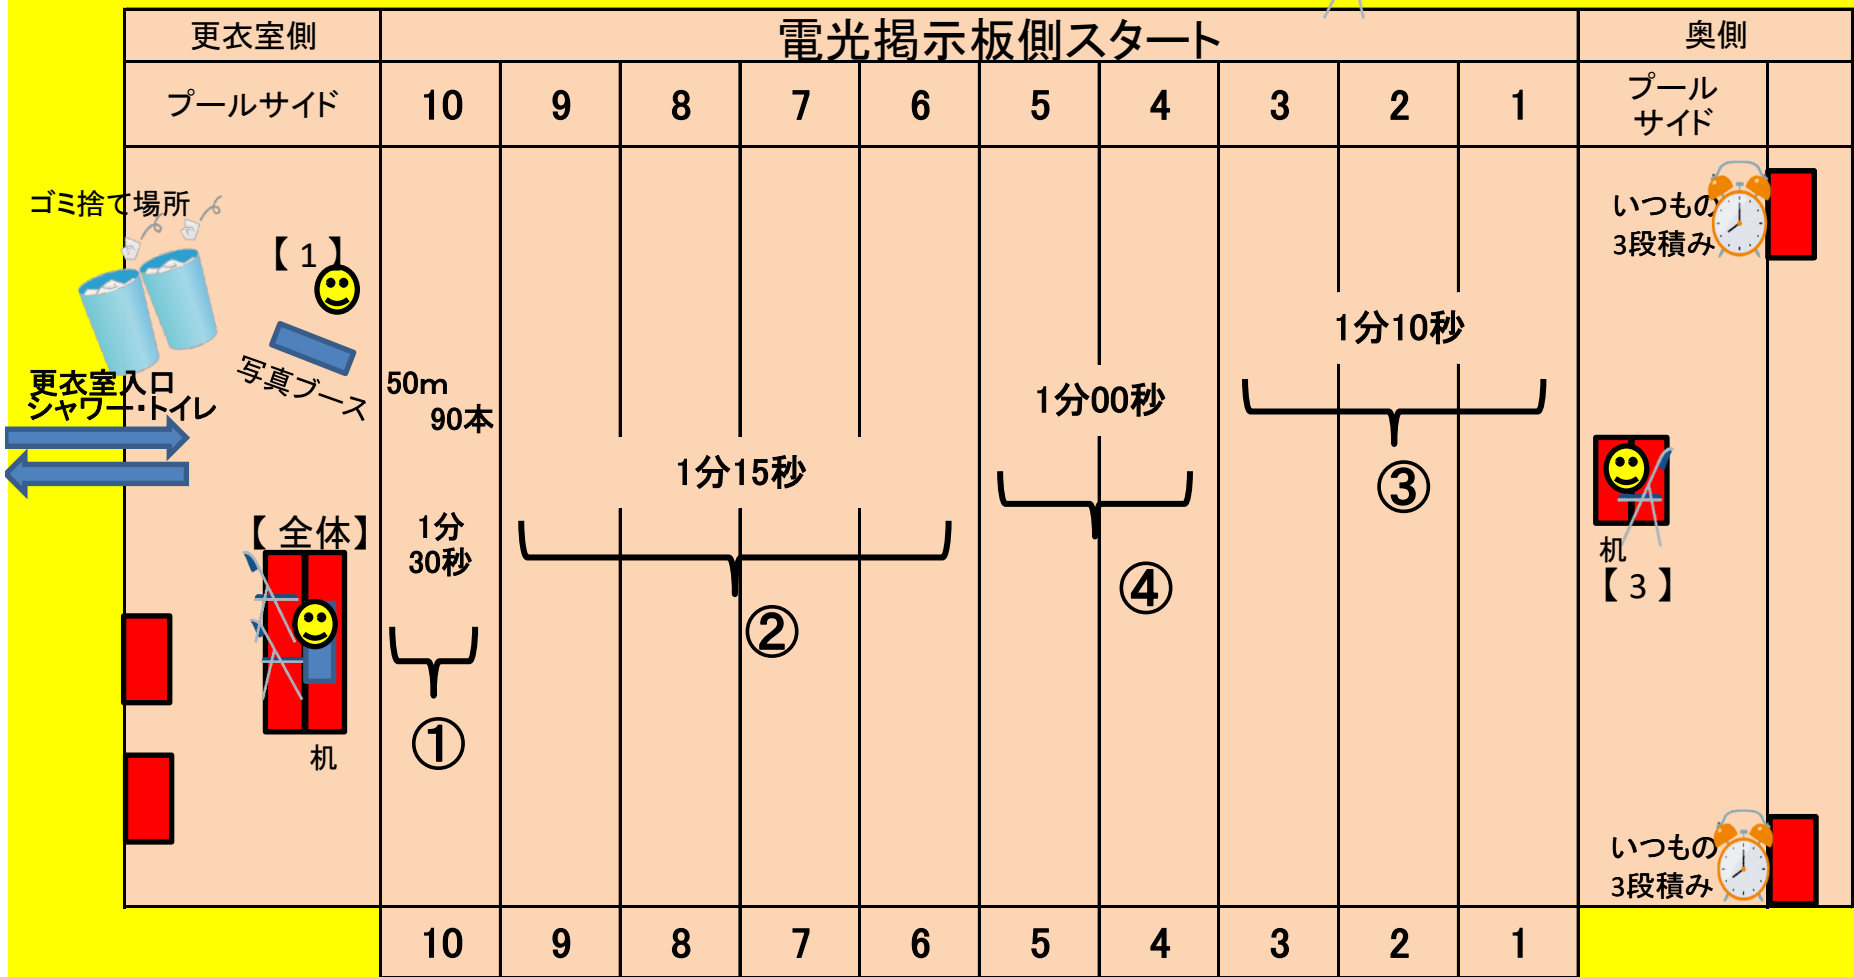 更衣室側
電光掲示板側スタート
奥側
プールサイド
10 9 8 7 6 5 4 3 2 1
プール
サイド
ゴミ捨て場所
【 1 】
写真ブース
更衣室入口
シャワー・トイレ
【 全体】
机
50m
90本
1分
30秒
①
1分15秒
②
1分00秒
④
1分10秒
③
いつもの
3段積み
机
【 3 】
いつもの
3段積み
10 9 8 7 6 5 4 3 2 1